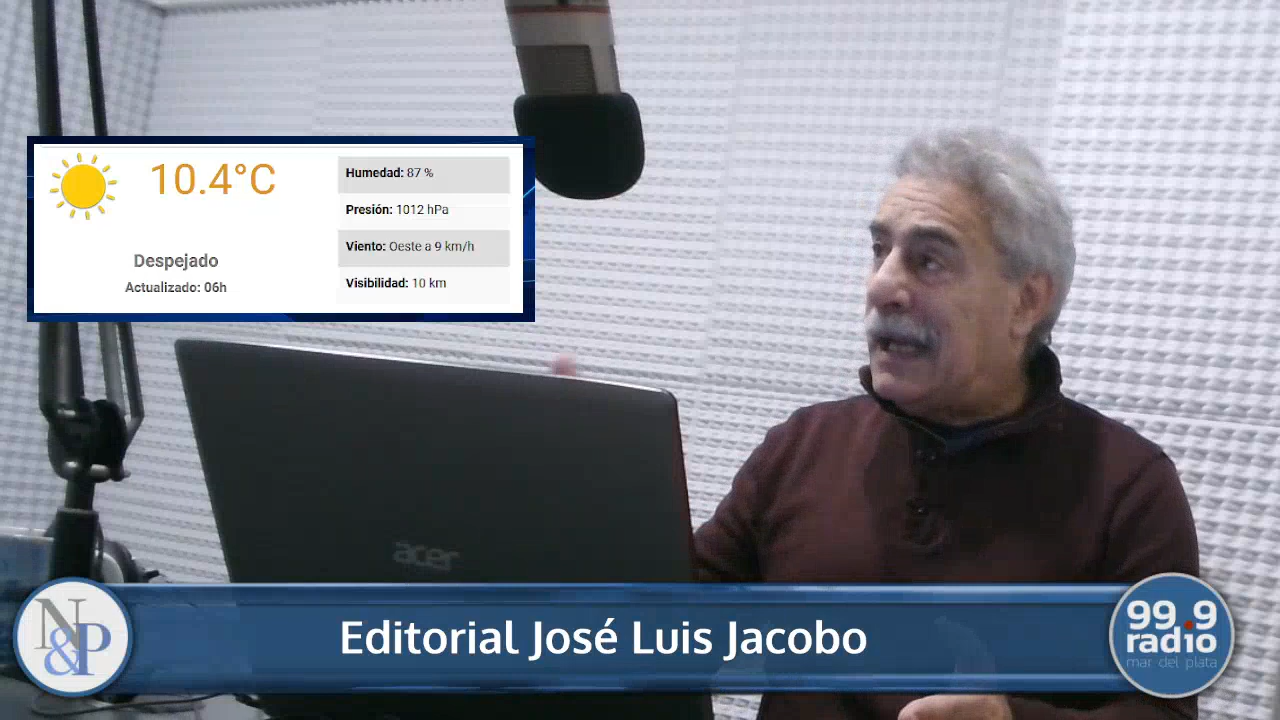 10.4°C
Despejado
Actualizado: 06h
Humedad: 87 %
Presión: 1012 hPa
Viento: Oeste a 9 km/h
Visibilidad: 10 km
acer
N&P
Editorial José Luis Jacobo
99.9
radio
mar del plata